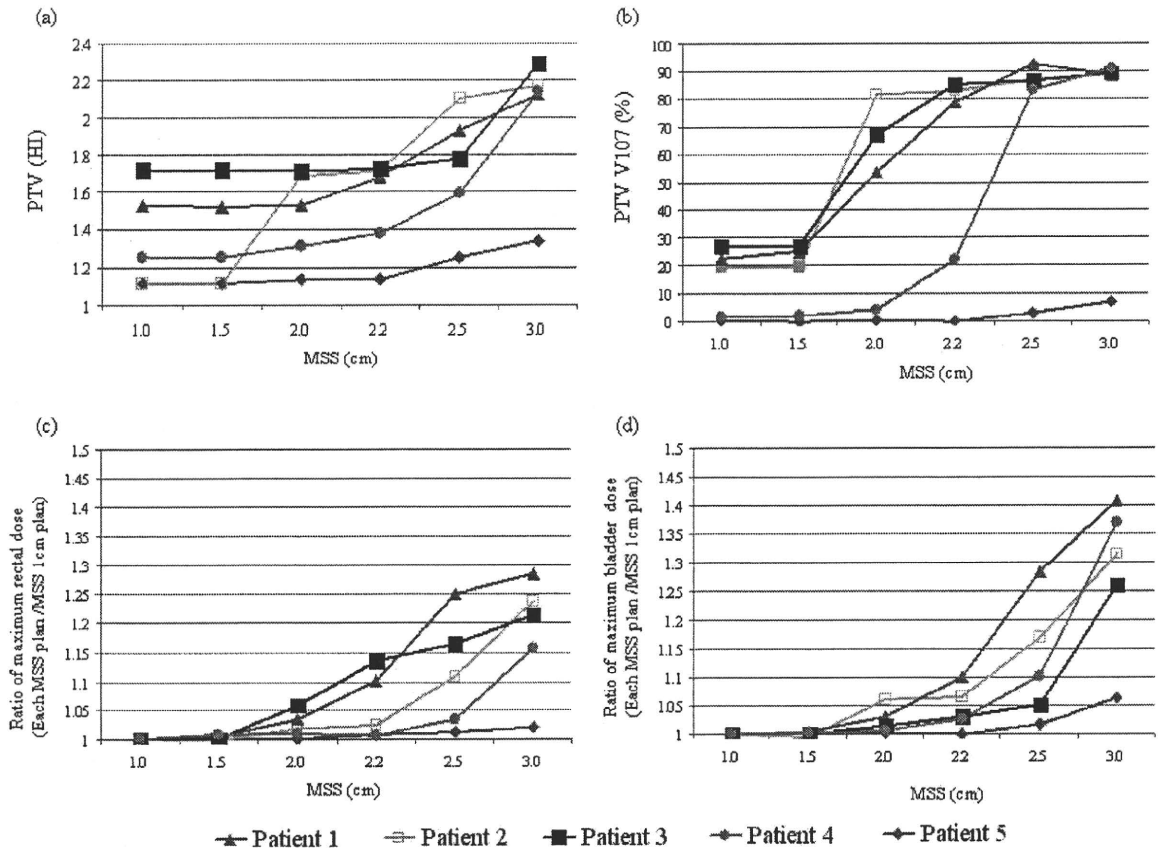 (a)
PTV (HI)
2.4
2.2
2
1.8
1.6
1.4
1.2
1
1.0 1.5 2.0 2.2 2.5 3.0
MSS (cm)
(b)
PTV V107 (%)
100
90
80
70
60
50
40
30
20
10
0
1.0 1.5 2.0 2.2 2.5 3.0
MSS (cm)
(c)
Ratio of maximum rectal dose
(Each MSS plan /MSS 1cm plan)
1.5
1.45
1.4
1.35
1.3
1.25
1.2
1.15
1.1
1.05
1
1.0 1.5 2.0 2.2 2.5 3.0
MSS (cm)
(d)
Ratio of maximum bladder dose
(Each MSS plan /MSS 1cm plan)
1.5
1.45
1.4
1.35
1.3
1.25
1.2
1.15
1.1
1.05
1
1.0 1.5 2.0 2.2 2.5 3.0
MSS (cm)
Patient 1 Patient 2 Patient 3 Patient 4 Patient 5